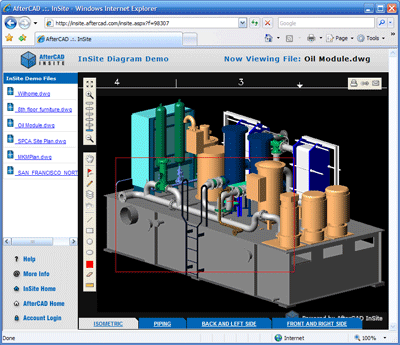 AfterCAD .:. InSite - Windows Internet Explorer
http://insite.aftercad.com/insite.aspx?f=98307
Google
AfterCAD .:. InSite
Page
Tools
AfterCAD
INSITE
InSite Diagram Demo
Now Viewing File: Oil Module.dwg
InSite Demo Files
Wilhome.dwg
8th floor furniture.dwg
Oil Module.dwg
SPCA Site Plan.dwg
MKMPlan.dwg
SAN_FRANCISCO_NORT
4
3
Help
More Info
InSite Home
AfterCAD Home
Account Login
Powered by AfterCAD InSite
ISOMETRIC
PIPING
BACK AND LEFT SIDE
FRONT AND RIGHT SIDE
Done
Internet
100%